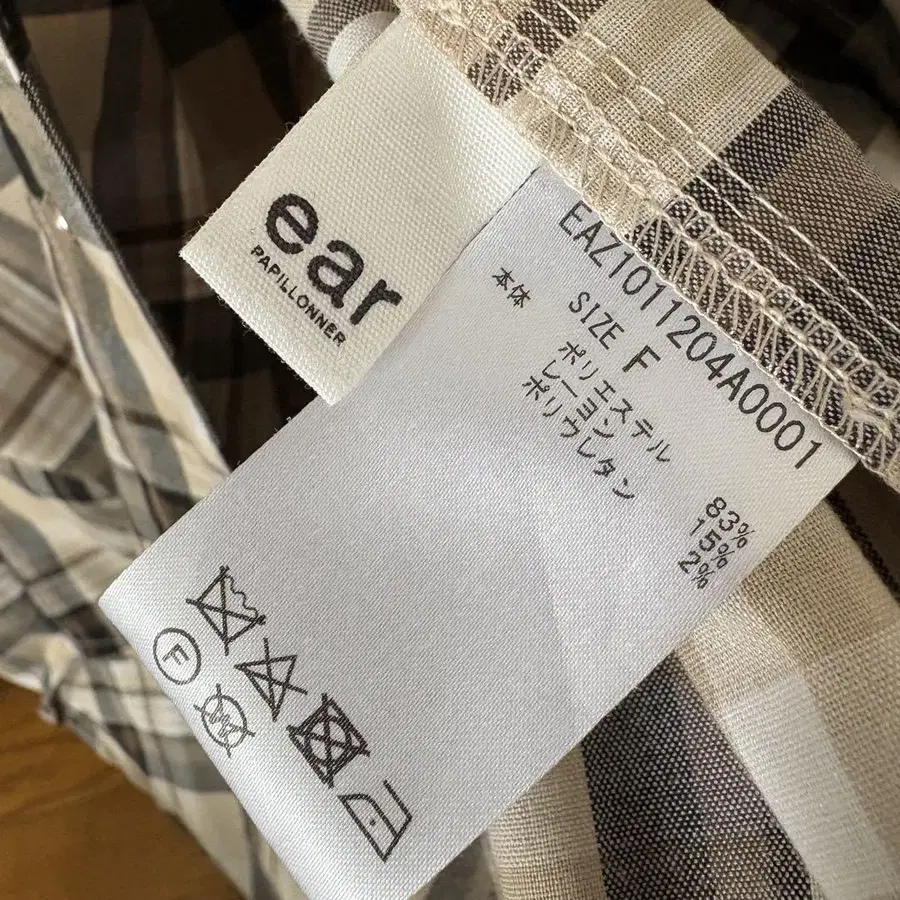 ear
PAPILLONNER
EAZ1011204A0001
SIZE F
本体
ポリエステル 83%
レーヨン 15%
ポリウレタン 2%
F
W